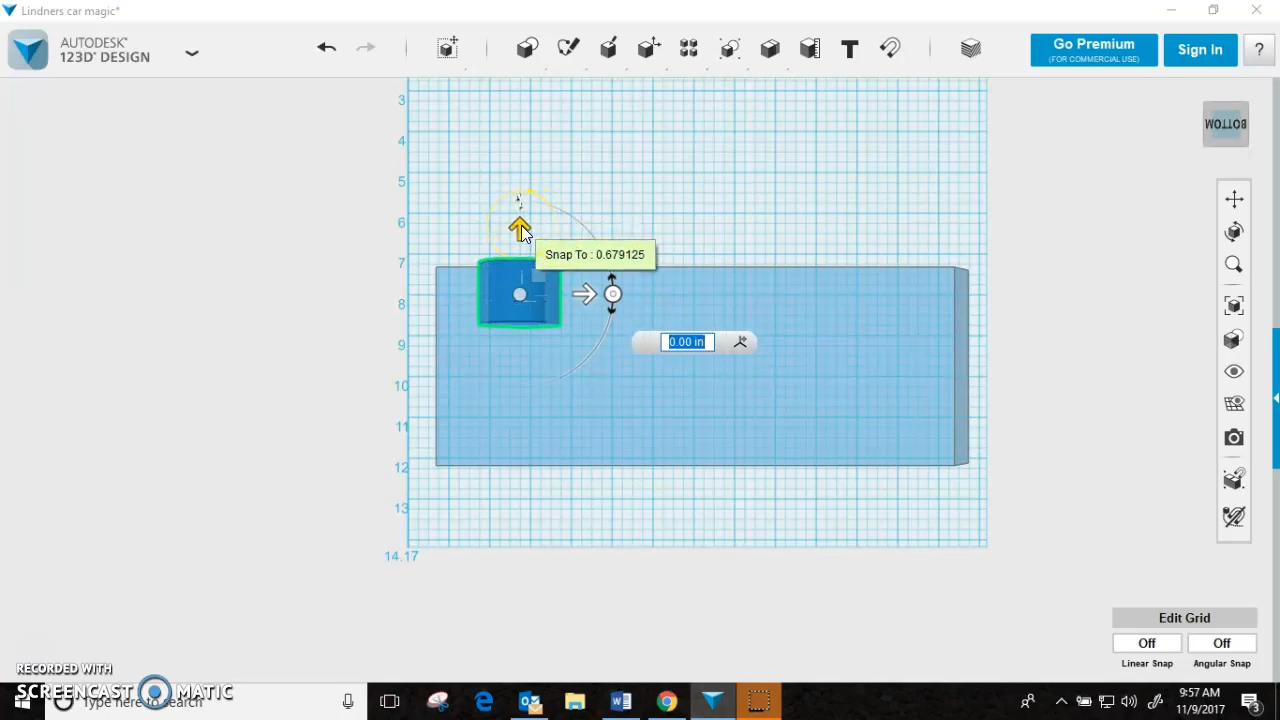 Lindners car magic*
AUTODESK®
123D® DESIGN
T
Go Premium
(FOR COMMERCIAL USE)
Sign In
?
BOTTOM
3
4
5
6
7
8
9
10
11
12
13
14.17
Snap To : 0.679125
0.00 in
Edit Grid
Off
Off
Linear Snap
Angular Snap
RECORDED WITH
SCREENCAST MATIC
Type here to search
9:57 AM
11/9/2017
3